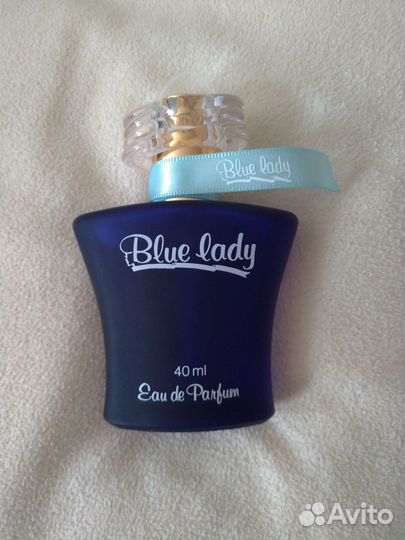 Blue lady
Blue lady
40 ml
Eau de Parfum
Avito